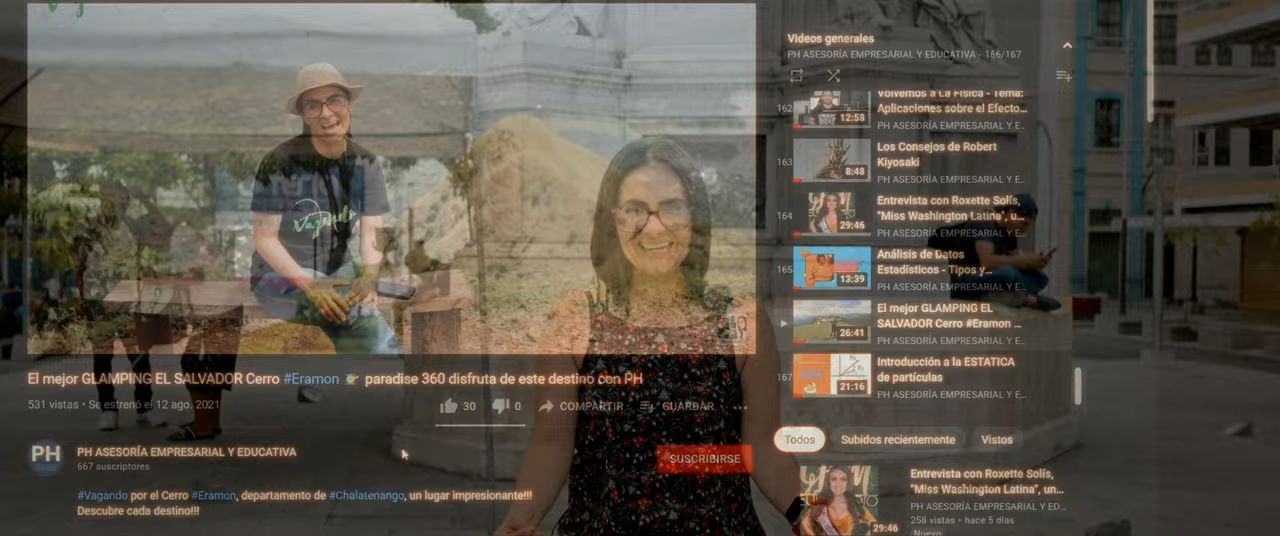 Vagando
El mejor GLAMPING EL SALVADOR Cerro #Eramon 👉 paradise 360 disfruta de este destino con PH
531 vistas • Se estrenó el 12 ago. 2021
30
0
COMPARTIR
GUARDAR
PH
PH ASESORÍA EMPRESARIAL Y EDUCATIVA
667 suscriptores
SUSCRIBIRSE
#Vagando por el Cerro #Eramon, departamento de #Chalatenango, un lugar impresionante!!!
Descubre cada destino!!!
Videos generales
PH ASESORÍA EMPRESARIAL Y EDUCATIVA - 166/167
162
12:58
Volvemos a La Física - Tema:
Aplicaciones sobre el Efecto...
PH ASESORÍA EMPRESARIAL Y E...
163
8:48
Los Consejos de Robert
Kiyosaki
PH ASESORÍA EMPRESARIAL Y E...
164
29:46
Entrevista con Roxette Solís,
"Miss Washington Latina", u...
PH ASESORÍA EMPRESARIAL Y E...
165
13:39
Análisis de Datos
Estadísticos - Tipos y...
PH ASESORÍA EMPRESARIAL Y E...
26:41
El mejor GLAMPING EL
SALVADOR Cerro #Eramon ...
PH ASESORÍA EMPRESARIAL Y E...
167
21:16
Introducción a la ESTATICA
de partículas
PH ASESORÍA EMPRESARIAL Y E...
Todos
Subidos recientemente
Vistos
29:46
Entrevista con Roxette Solís,
"Miss Washington Latina", un...
PH ASESORÍA EMPRESARIAL Y ED...
258 vistas • hace 5 días
Nuevo